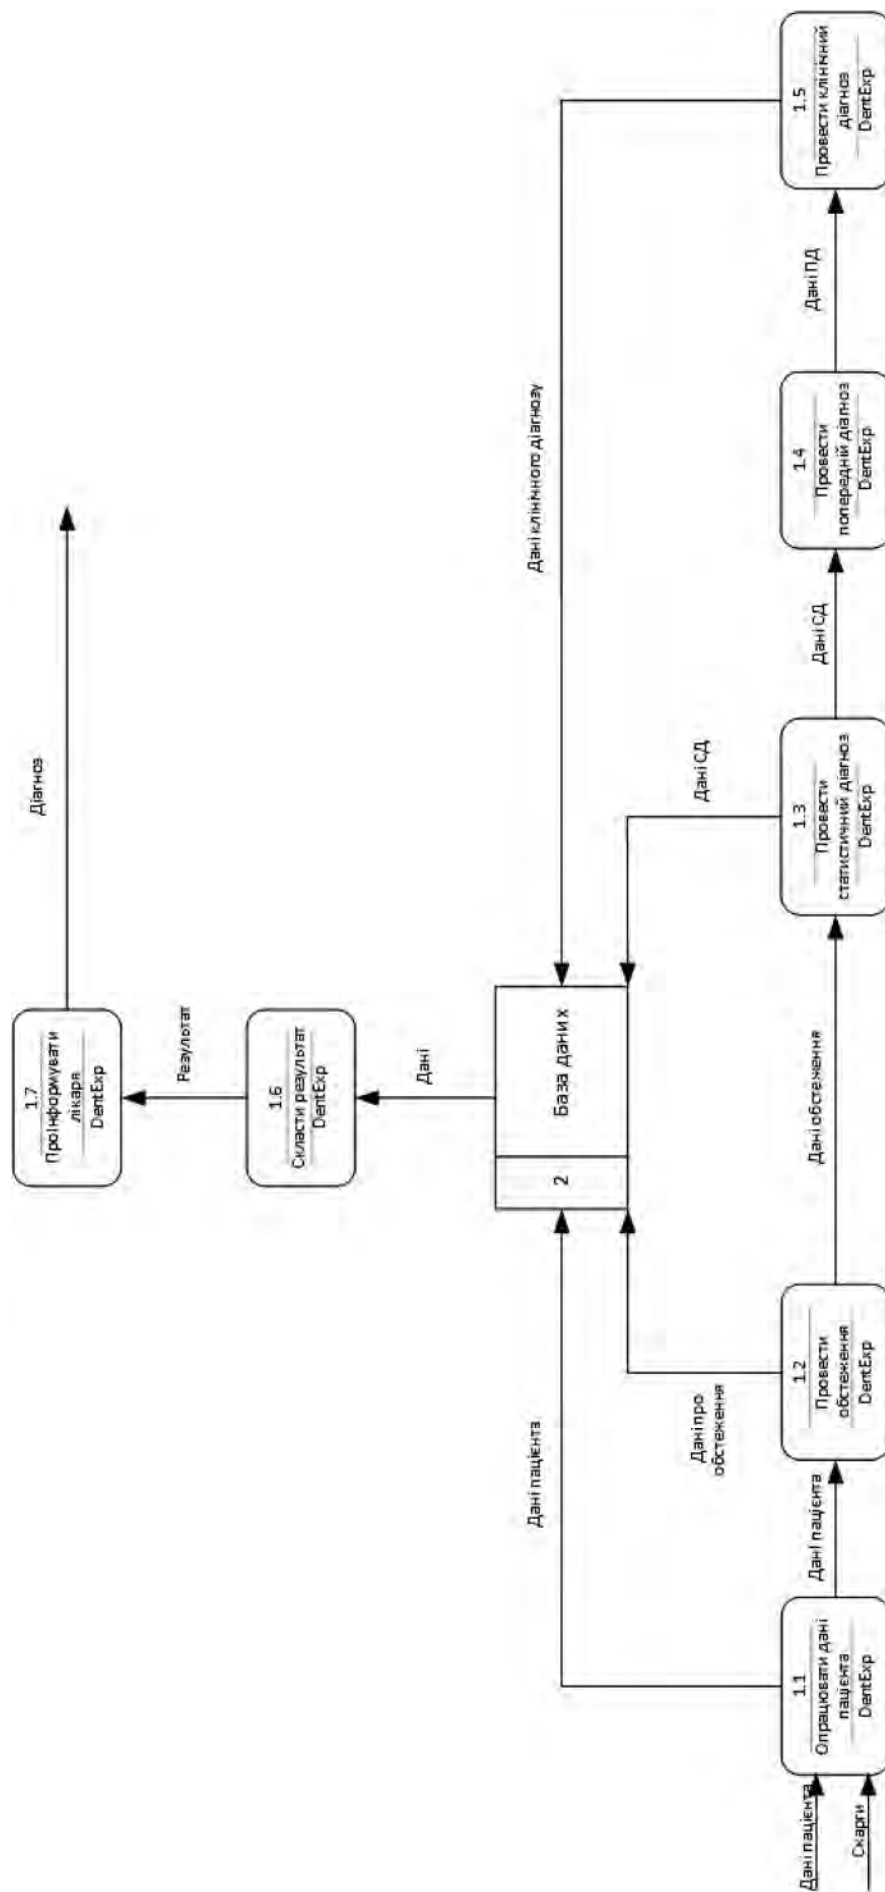 1.7
Проінформувати
лікаря
DentExp
Діагноз
Результат
1.6
Скласти результат
DentExp
Дані
2
База даних
Дані пацієнта
Дані про
обстеження
Дані СД
Дані клінічного діагнозу
Дані пацієнта
Скарги
1.1
Опрацювати дані
пацієнта
DentExp
Дані пацієнта
1.2
Провести
обстеження
DentExp
Дані обстеження
1.3
Провести
статистичний діагноз
DentExp
Дані СД
1.4
Провести
попередній діагноз
DentExp
Дані ПД
1.5
Провести клінічний
діагноз
DentExp